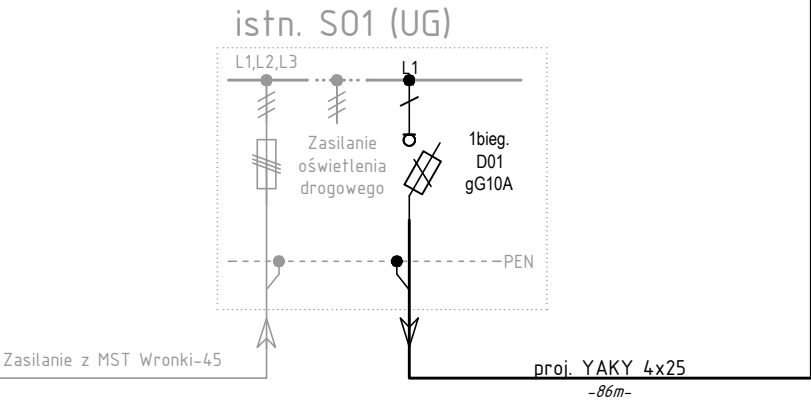 istn. SO1 (UG)
L1,L2,L3
L1
Zasilanie
oświetlenia
drogowego
1bieg.
D01
gG10A
PEN
Zasilanie z MST Wronki-45
proj. YAKY 4x25
-86m-